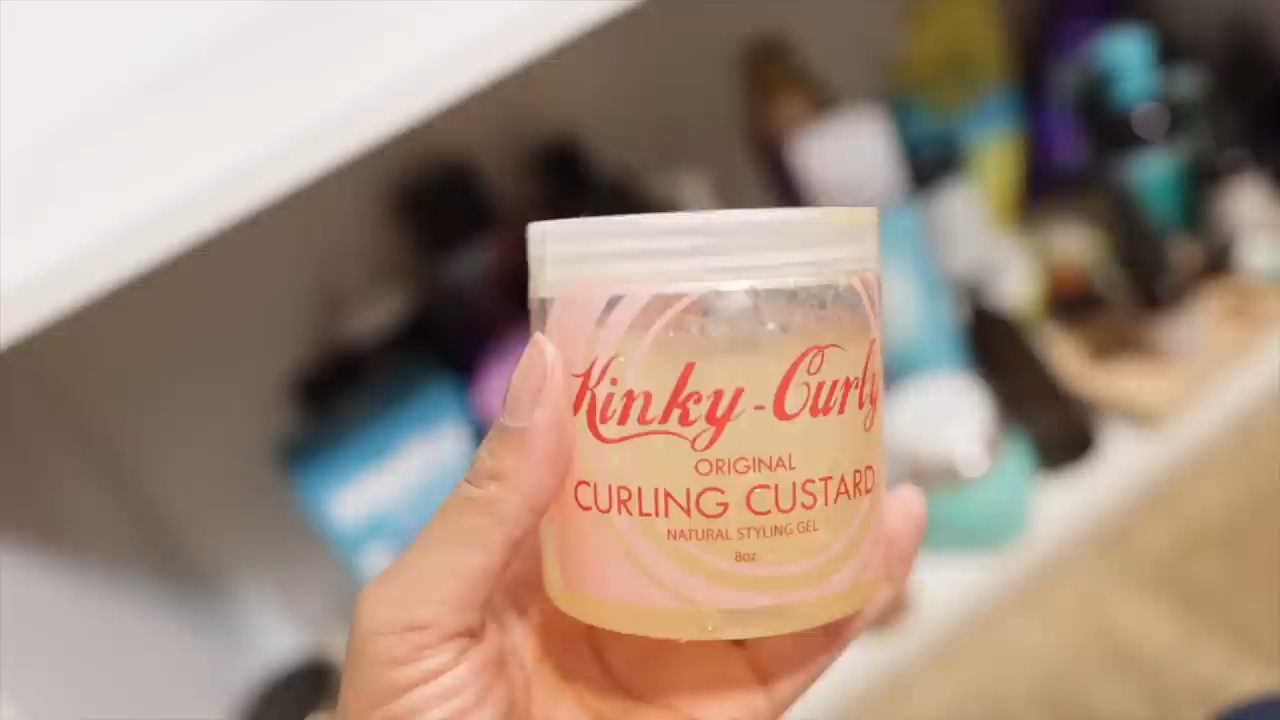 Kinky-Curly
ORIGINAL
CURLING CUSTARD
NATURAL STYLING GEL
8oz